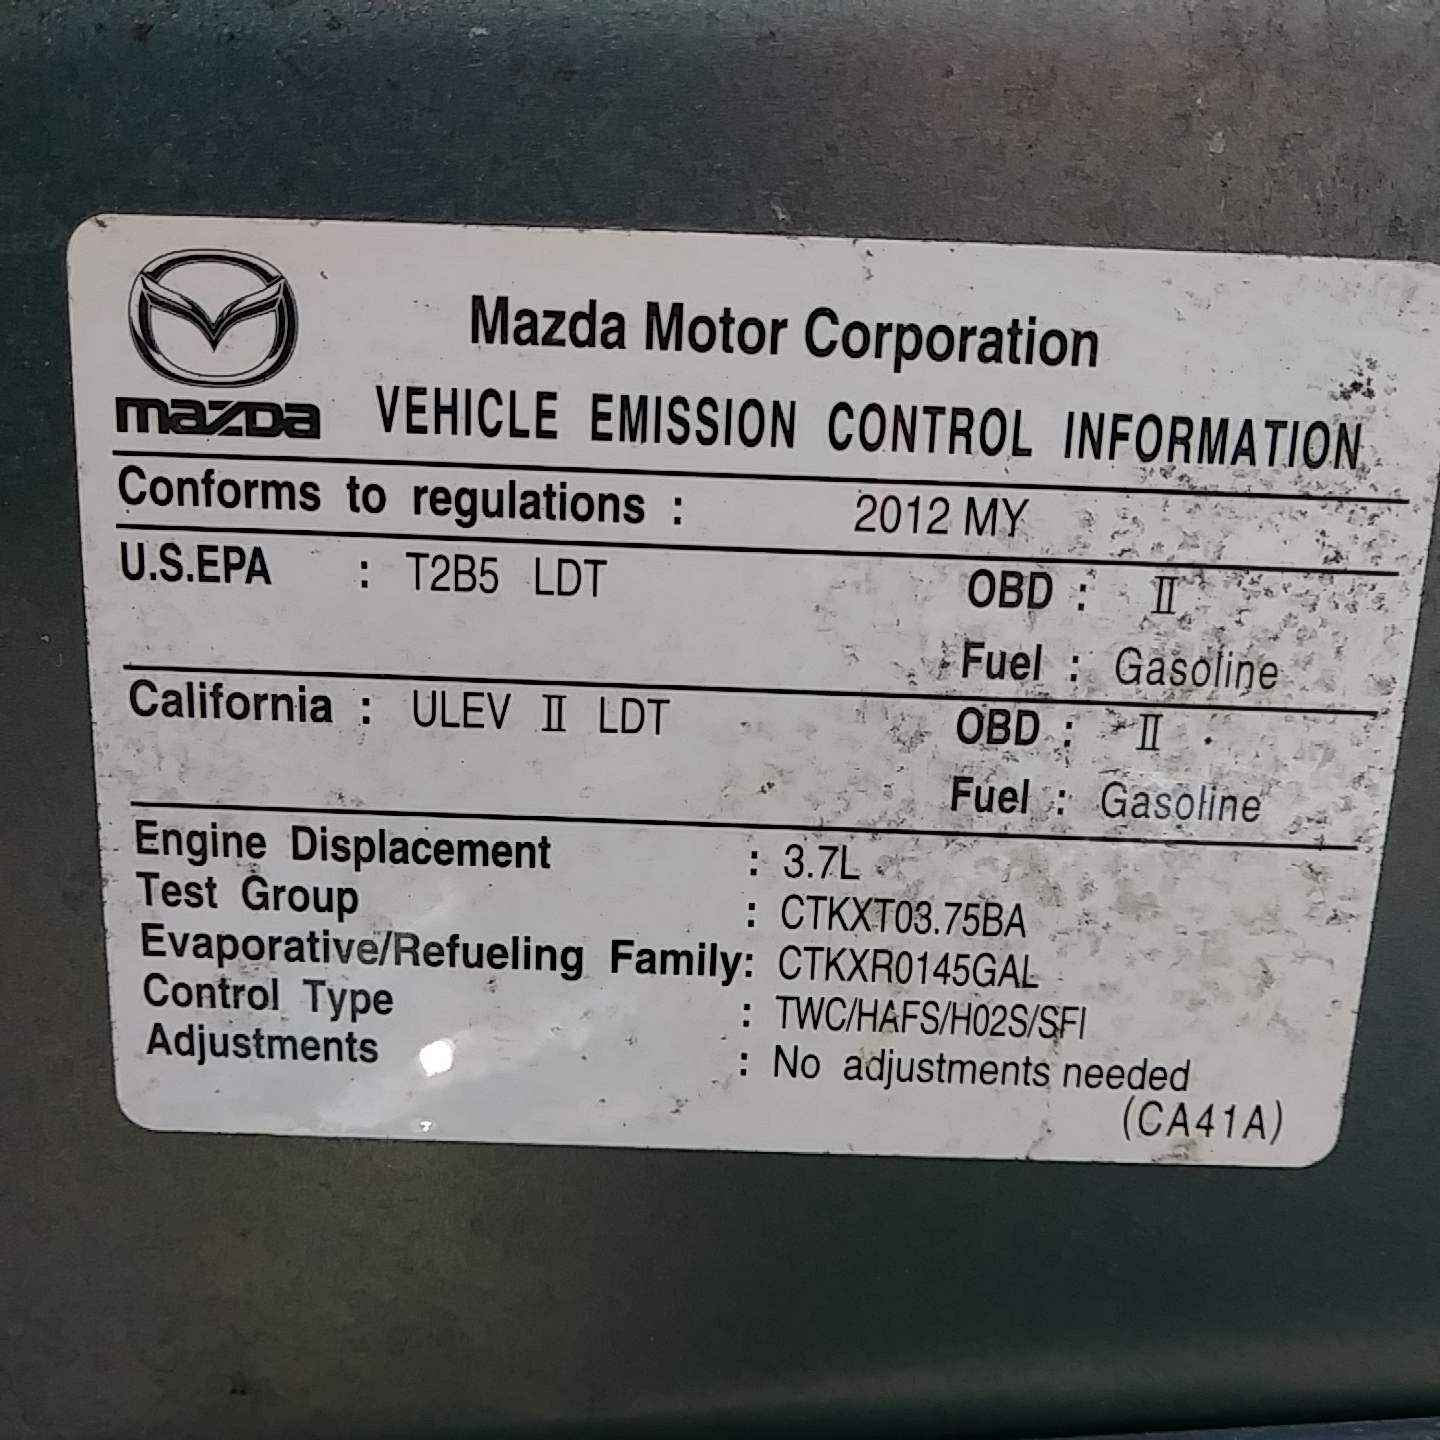 Mazda Motor Corporation
mazda VEHICLE EMISSION CONTROL INFORMATION
Conforms to regulations : 2012 MY
U.S.EPA : T2B5 LDT OBD : II
Fuel : Gasoline
California : ULEV II LDT OBD : II
Fuel : Gasoline
Engine Displacement : 3.7L
Test Group : CTKXT03.75BA
Evaporative/Refueling Family: CTKXR0145GAL
Control Type : TWC/HAFS/HO2S/SFI
Adjustments : No adjustments needed
(CA41A)